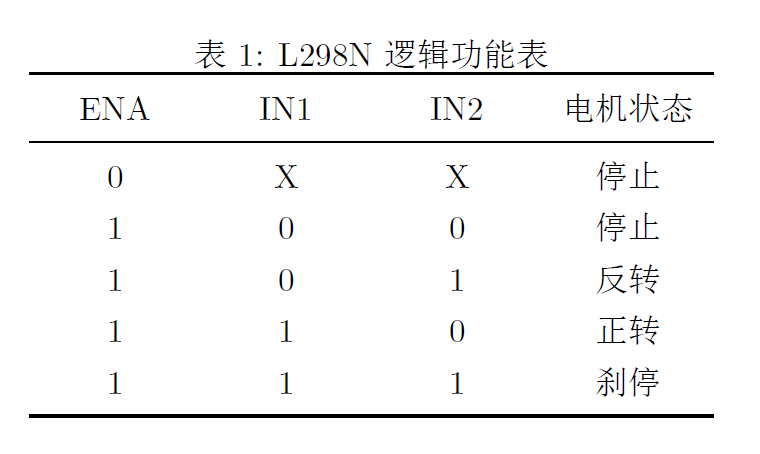 表 1: L298N 逻辑功能表
ENA IN1 IN2 电机状态
0 X X 停止
1 0 0 停止
1 0 1 反转
1 1 0 正转
1 1 1 刹停